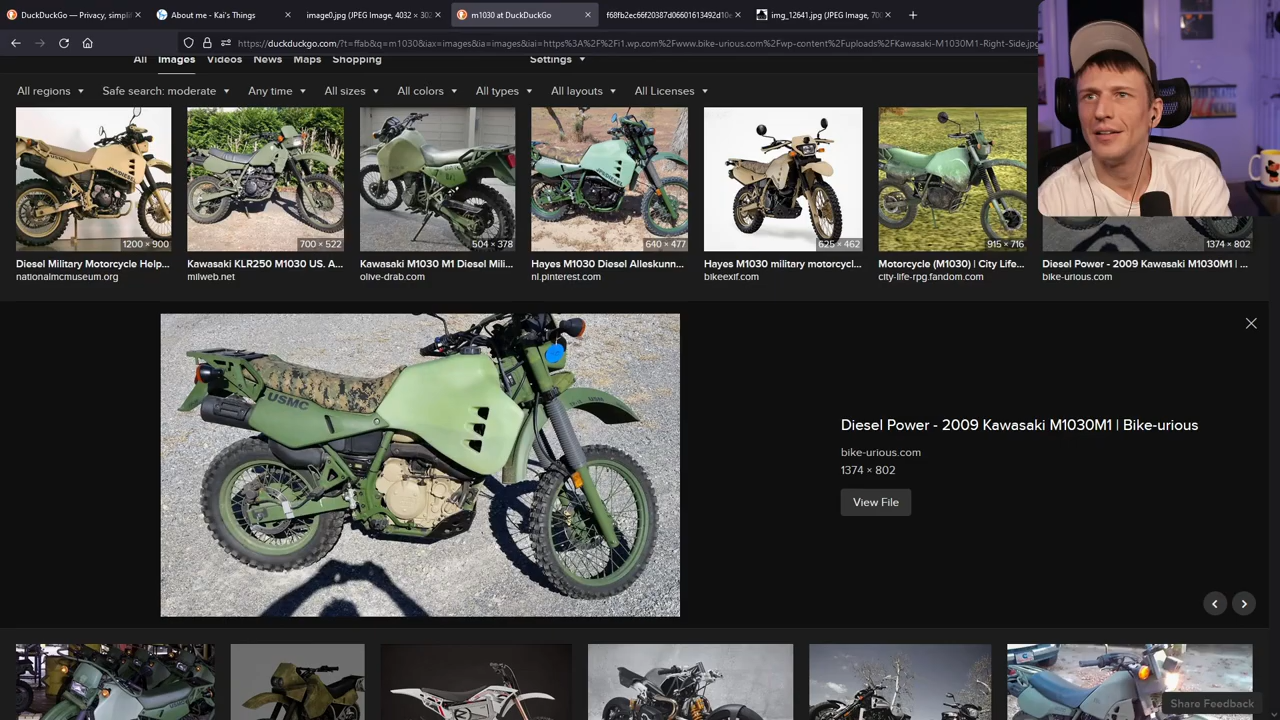 DuckDuckGo — Privacy, simpli
About me - Kai's Things
image0.jpg (JPEG Image, 4032 × 302
m1030 at DuckDuckGo
f68fb2ec66f20387d06601613492d10e
img_12641.jpg (JPEG Image, 700
https://duckduckgo.com/?t=ffab&q=m1030&iax=images&ia=images&iai=https%3A%2F%2Fi1.wp.com%2Fwww.bike-urious.com%2Fwp-content%2Fuploads%2FKawasaki-M1030M1-Right-Side.jpg
All Images Videos News Maps Shopping Settings
All regions Safe search: moderate Any time All sizes All colors All types All layouts All Licenses
1200 × 900
700 × 522
504 × 378
640 × 477
625 × 462
915 × 716
1374 × 802
Diesel Military Motorcycle Help...
nationalmcmuseum.org
Kawasaki KLR250 M1030 US. A...
milweb.net
Kawasaki M1030 M1 Diesel Mili...
olive-drab.com
Hayes M1030 Diesel Alleskunn...
nl.pinterest.com
Hayes M1030 military motorcycl...
bikeexif.com
Motorcycle (M1030) | City Life...
city-life-rpg.fandom.com
Diesel Power - 2009 Kawasaki M1030M1 | ...
bike-urious.com
USMC
Diesel Power - 2009 Kawasaki M1030M1 | Bike-urious
bike-urious.com
1374 × 802
View File
Share Feedback